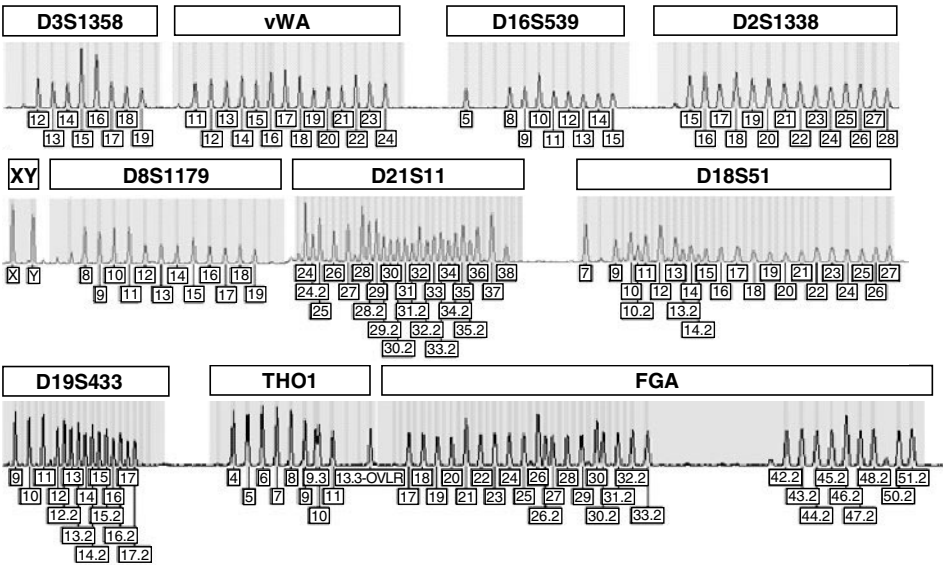 D3S1358 vWA D16S539 D2S1338
12 14 16 18 11 13 15 17 19 21 23 5 8 10 12 14 15 17 19 21 23 25 27
13 15 17 19 12 14 16 18 20 22 24 9 11 13 15 16 18 20 22 24 26 28
XY D8S1179 D21S11 D18S51
X Y 8 10 12 14 16 18 24 26 28 30 32 34 36 38 7 9 11 13 15 17 19 21 23 25 27
9 11 13 15 17 19 24.2 27 29 31 33 35 37 10 12 14 16 18 20 22 24 26
25 28.2 31.2 34.2 10.2 13.2
29.2 32.2 35.2 14.2
30.2 33.2
D19S433 THO1 FGA
9 11 13 15 17 4 6 8 9.3 13.3-OVLR 18 20 22 24 26 28 30 32.2 42.2 45.2 48.2 51.2
10 12 14 16 5 7 9 11 17 19 21 23 25 27 29 31.2 43.2 46.2 50.2
12.2 15.2 10 26.2 30.2 33.2 44.2 47.2
13.2 16.2
14.2 17.2